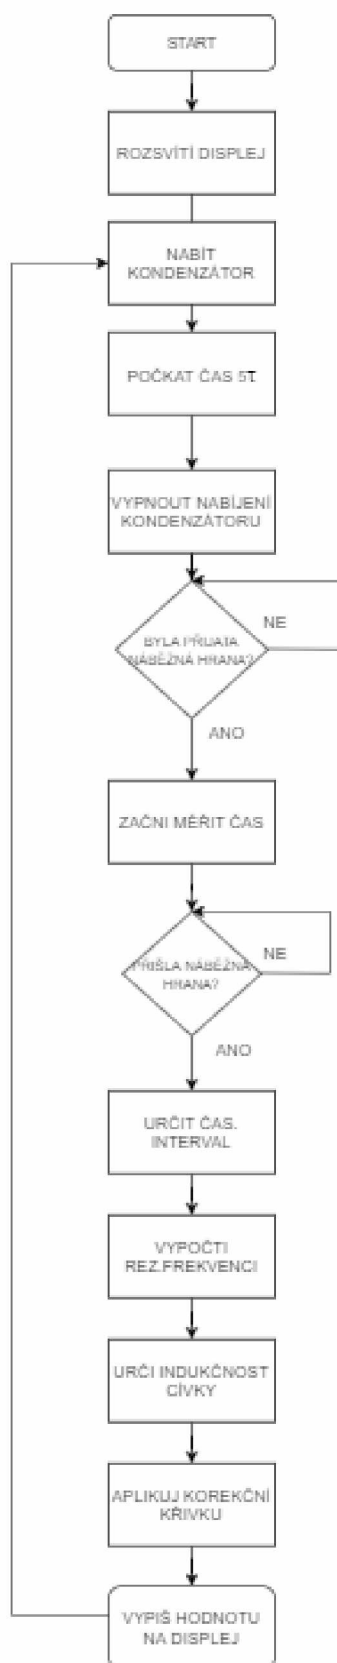 START
ROZSVÍTÍ DISPLEJ
NABÍT
KONDENZÁTOR
POČKAT ČAS 5τ
VYPNOUT NABÍJENÍ
KONDENZÁTORU
BYLA PŘIJATA
NÁBĚŽNÁ HRANA?
NE
ANO
ZAČNI MĚŘIT ČAS
PŘIŠLA NÁBĚŽNÁ
HRANA?
NE
ANO
URČIT ČAS.
INTERVAL
VYPOČTI
REZ.FREKVENCI
URČI INDUKČNOST
CÍVKY
APLIKUJ KOREKČNÍ
KŘIVKU
VYPIŠ HODNOTU
NA DISPLEJ